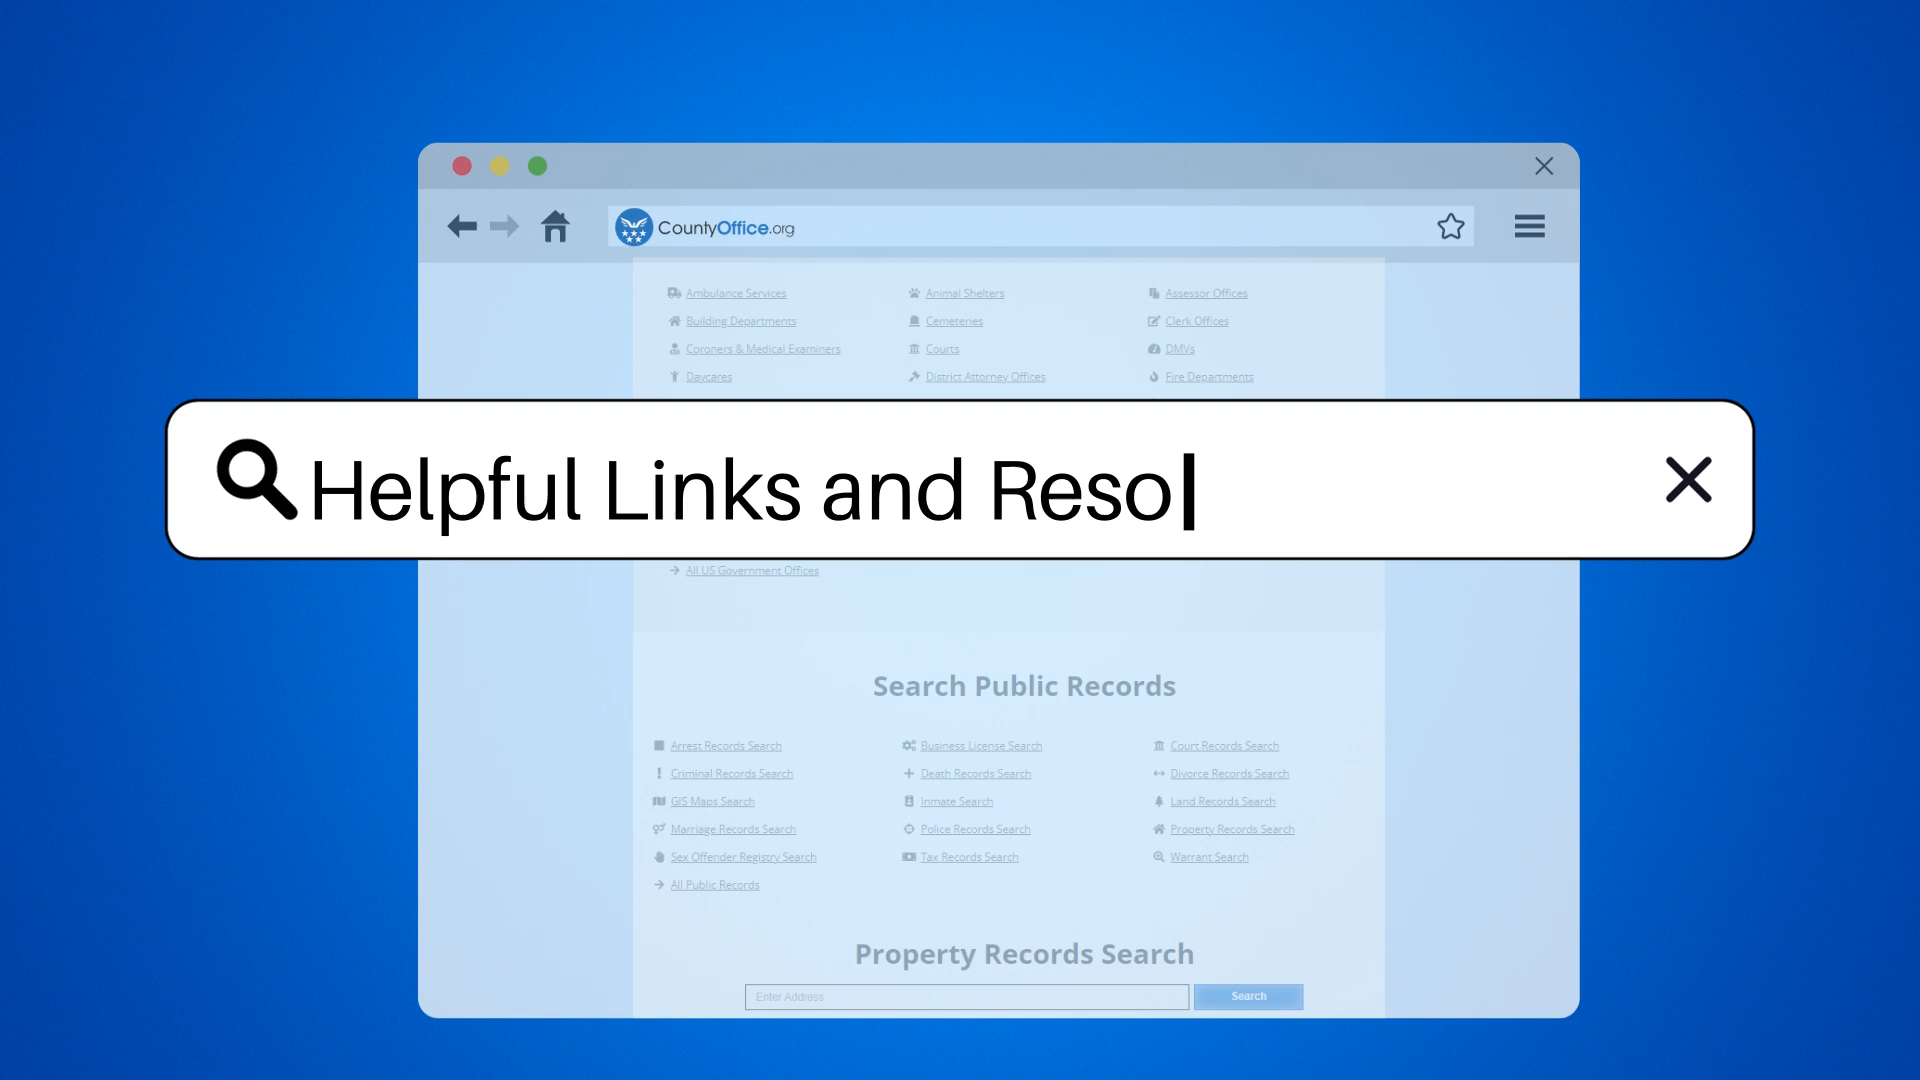 CountyOffice.org
Ambulance Services Animal Shelters Assessor Offices
Building Departments Cemeteries Clerk Offices
Coroners & Medical Examiners Courts DMVs
Daycares District Attorney Offices Fire Departments
Helpful Links and Reso
All US Government Offices
Search Public Records
Arrest Records Search Business License Search Court Records Search
Criminal Records Search Death Records Search Divorce Records Search
GIS Maps Search Inmate Search Land Records Search
Marriage Records Search Police Records Search Property Records Search
Sex Offender Registry Search Tax Records Search Warrant Search
All Public Records
Property Records Search
Enter Address Search